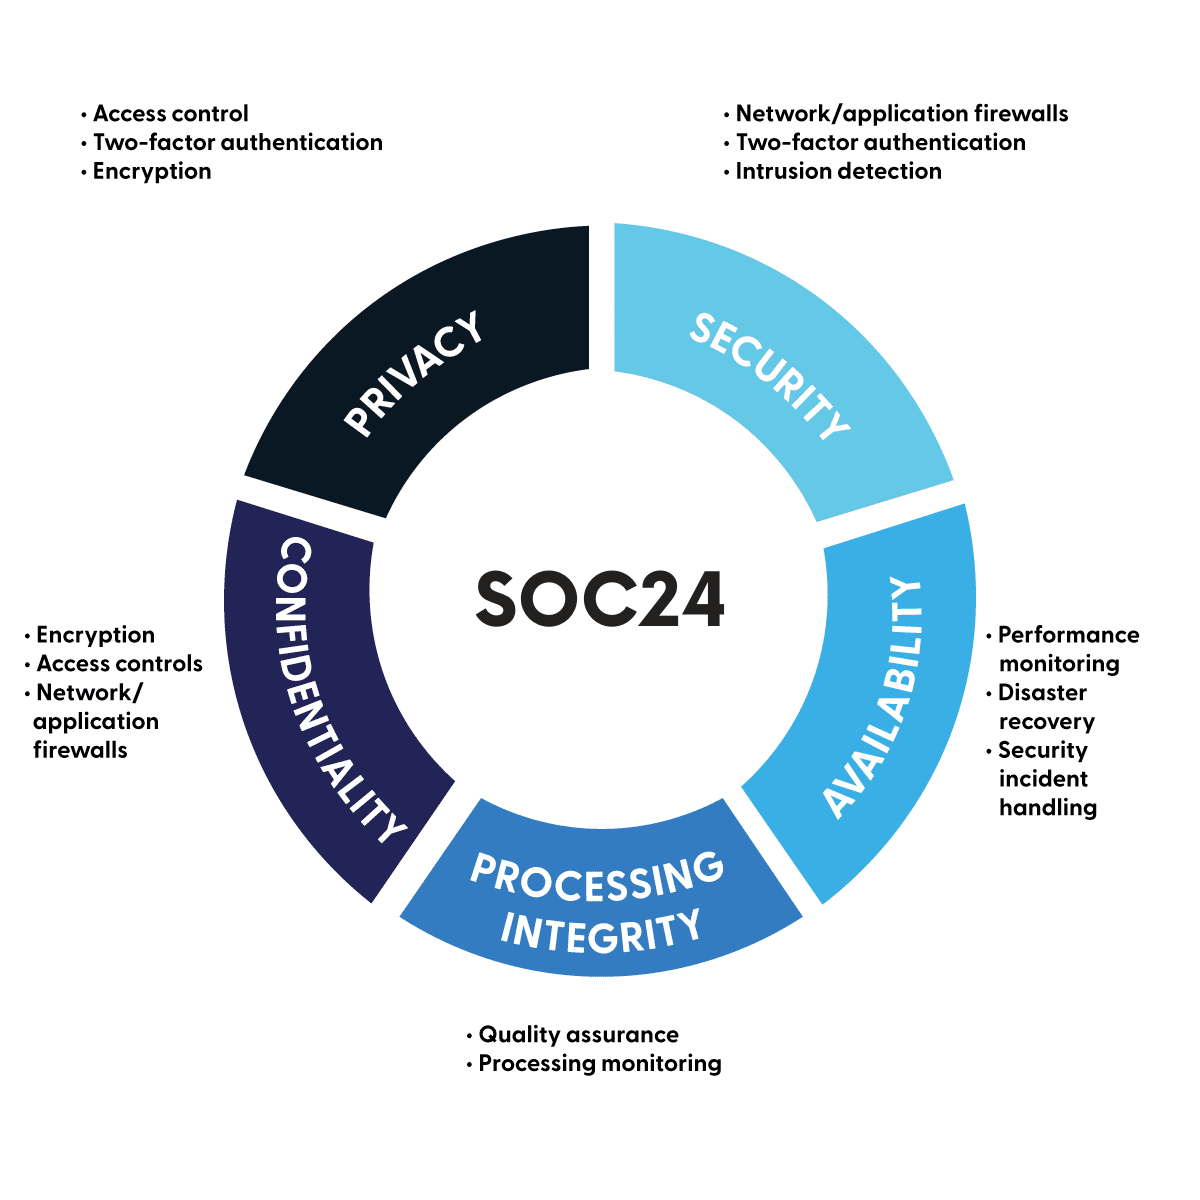 • Access control
• Two-factor authentication
• Encryption
• Network/application firewalls
• Two-factor authentication
• Intrusion detection
PRIVACY
SECURITY
CONFIDENTIALITY
SOC24
AVAILABILITY
• Encryption
• Access controls
• Network/
application
firewalls
• Performance
monitoring
• Disaster
recovery
• Security
incident
handling
PROCESSING
INTEGRITY
• Quality assurance
• Processing monitoring